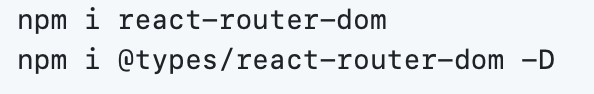 npm i react-router-dom
npm i @types/react-router-dom -D